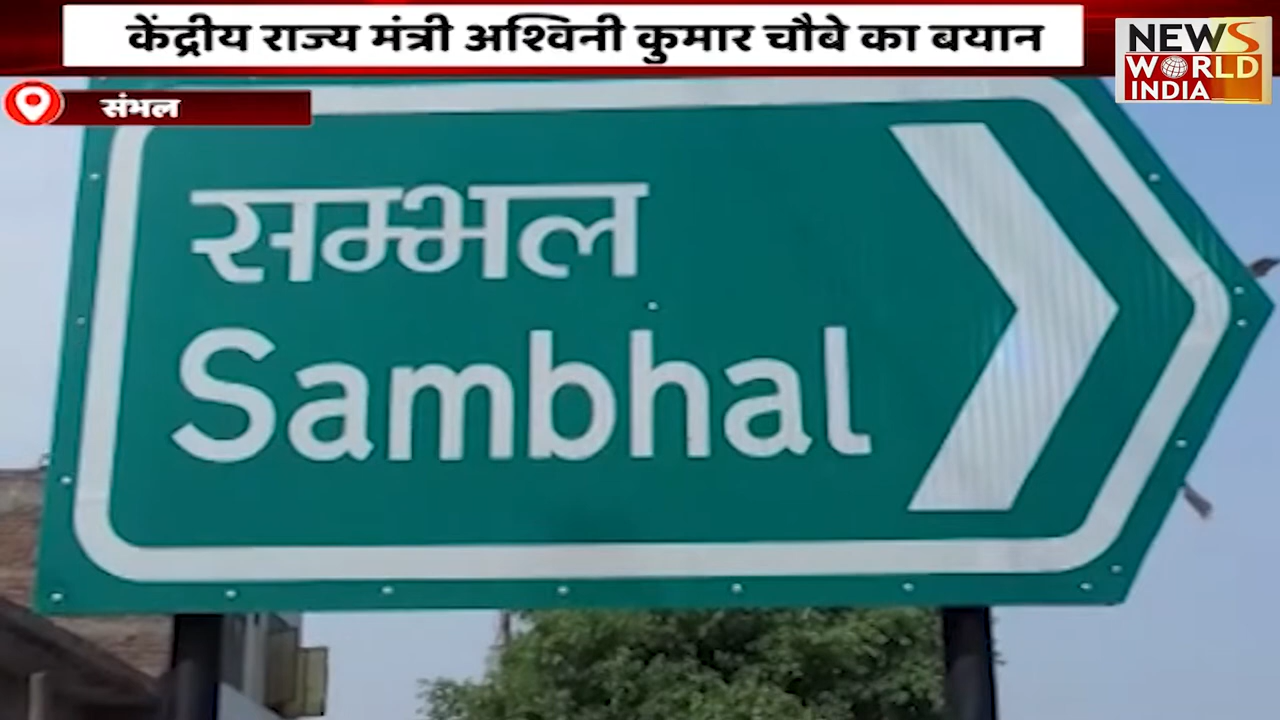 केंद्रीय राज्य मंत्री अश्विनी कुमार चौबे का बयान
NEWS
WORLD
INDIA
संभल
सम्भल
Sambhal